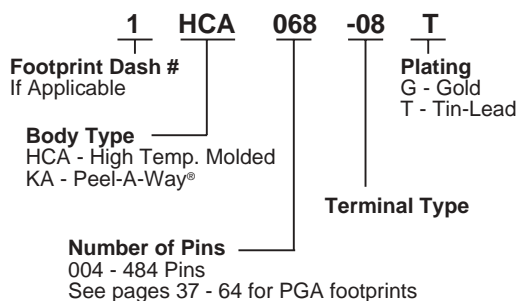 1 HCA 068 -08 T
Footprint Dash #
If Applicable
Plating
G - Gold
T - Tin-Lead
Body Type
HCA - High Temp. Molded
KA - Peel-A-Way®
Terminal Type
Number of Pins
004 - 484 Pins
See pages 37 - 64 for PGA footprints